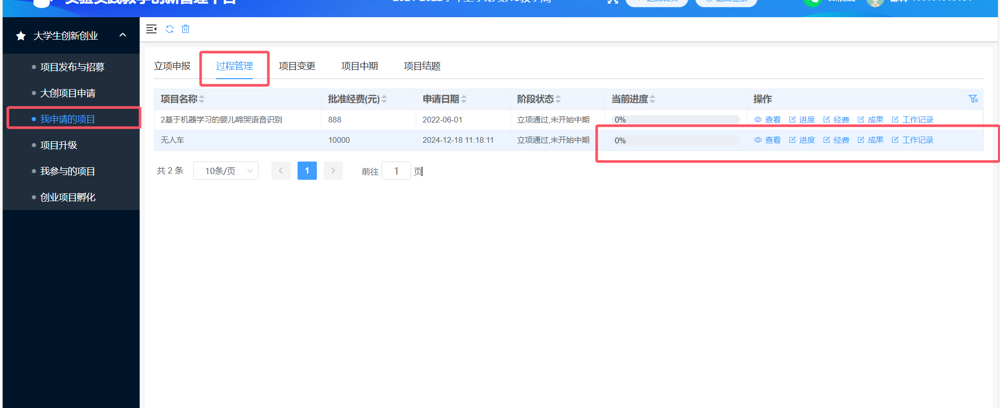 大学生创新创业
项目发布与招募
大创项目申请
我申请的项目
项目升级
我参与的项目
创业项目孵化
立项申报 过程管理 项目变更 项目中期 项目结题
项目名称 批准经费(元) 申请日期 阶段状态 当前进度 操作
2基于机器学习的婴儿啼哭语音识别 888 2022-06-01 立项通过,未开始中期 0% 查看 进度 经费 成果 工作记录
无人车 10000 2024-12-18 11:18:11 立项通过,未开始中期 0% 查看 进度 经费 成果 工作记录
共 2 条 10条/页 1 前往 1 页